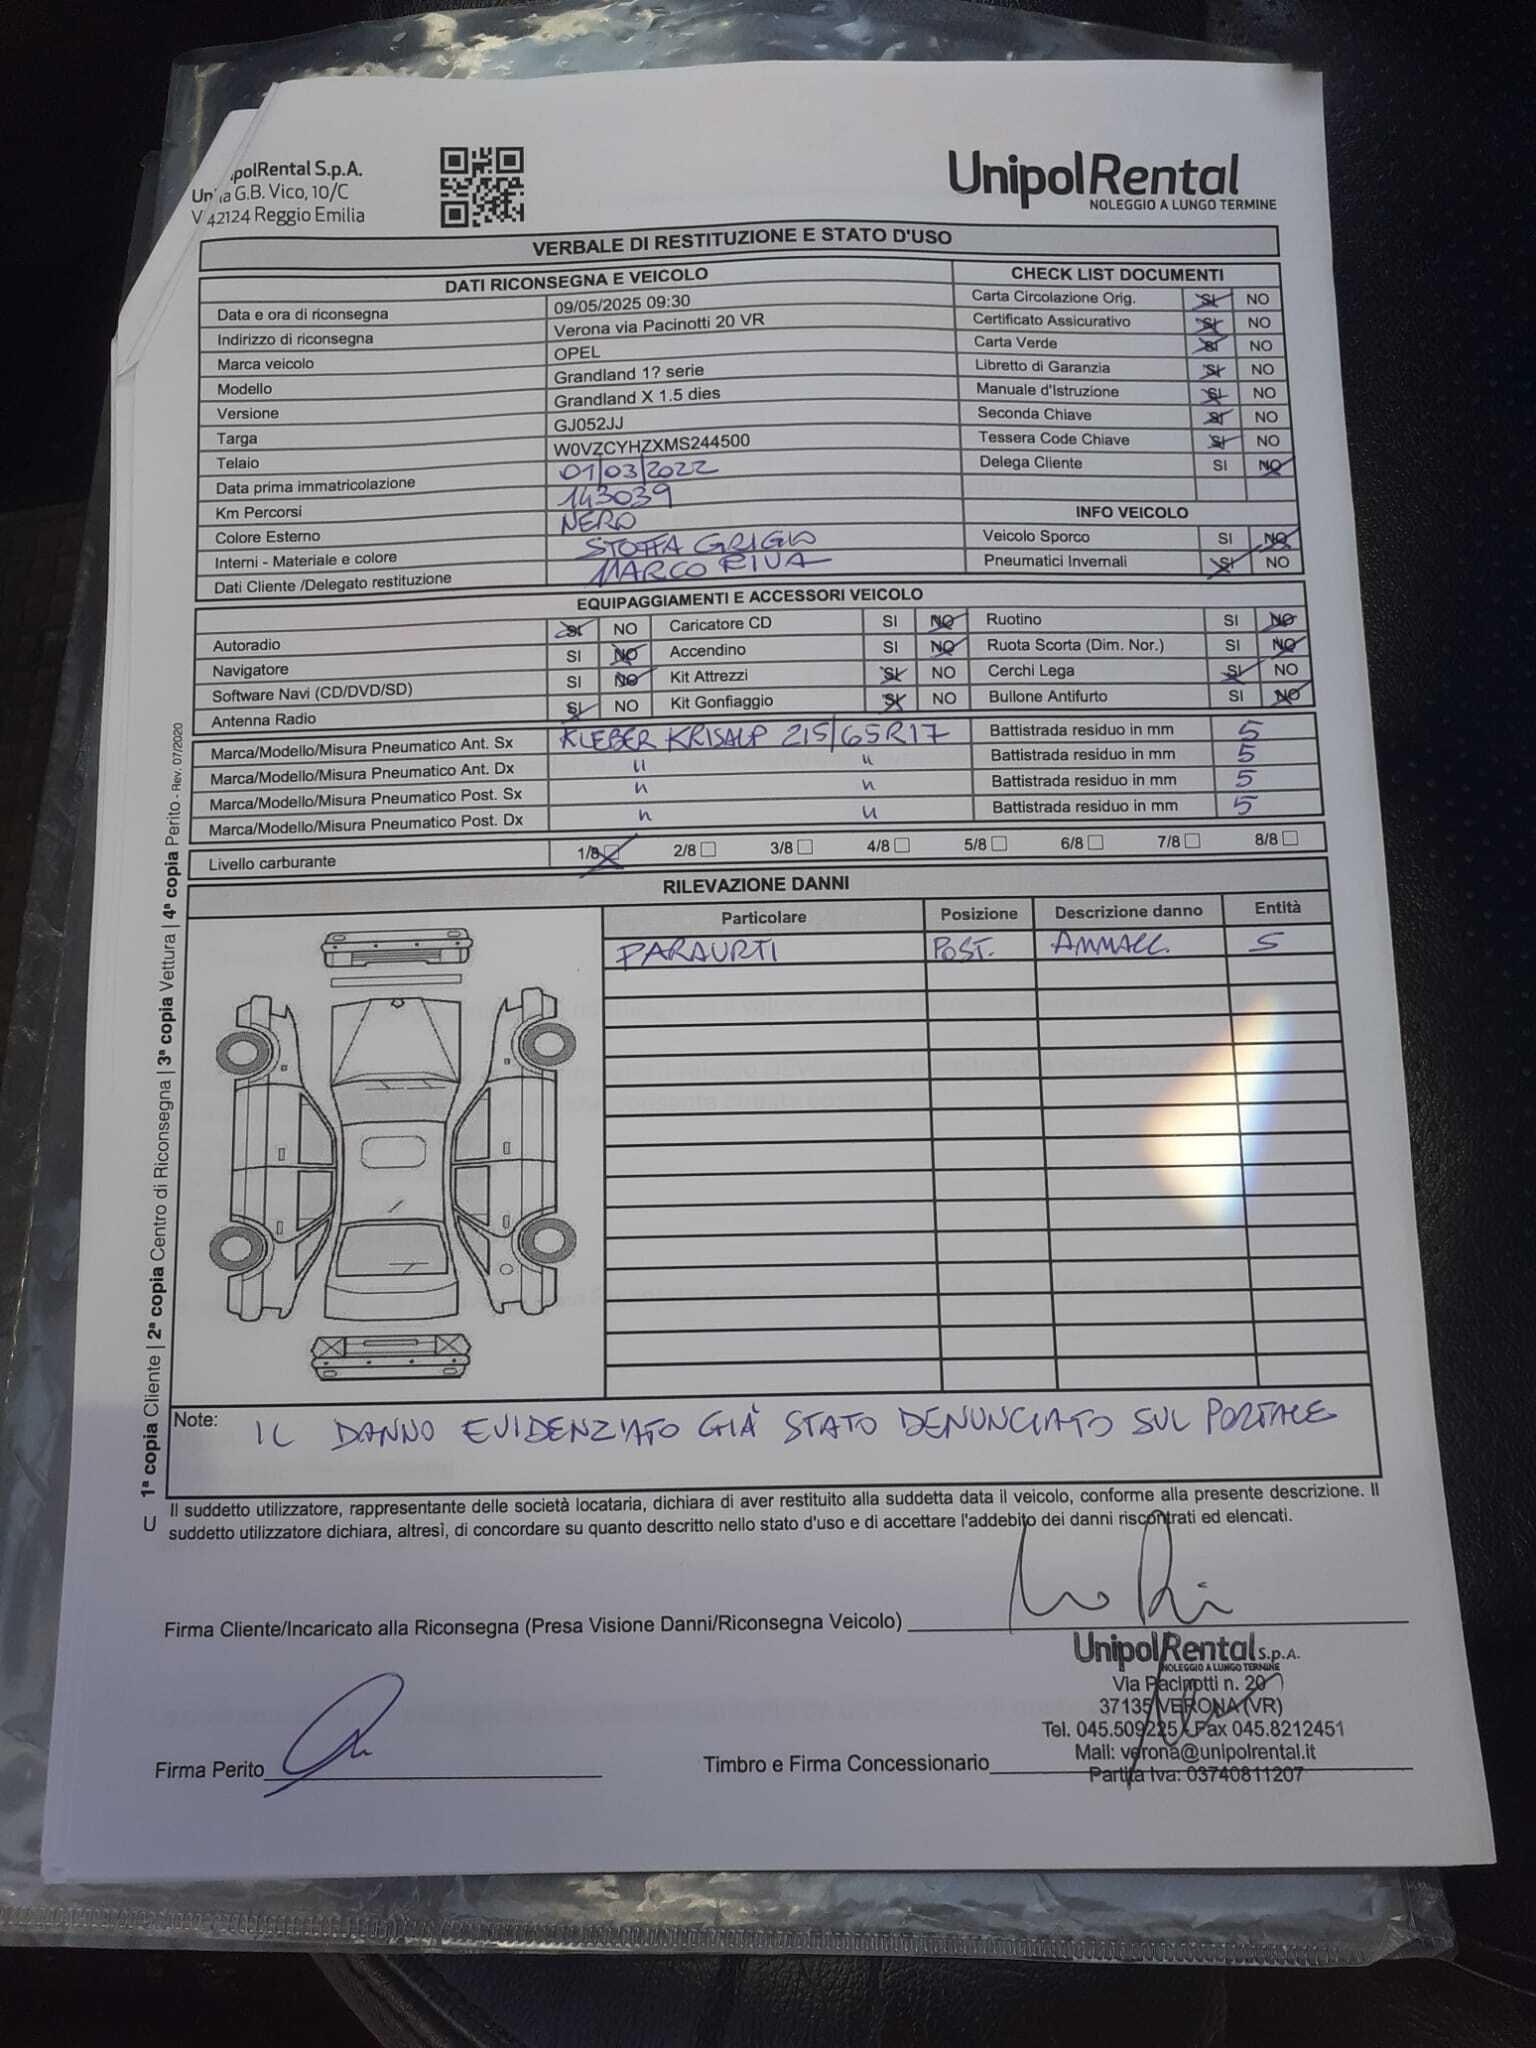 polRental S.p.A.
Un ia G.B. Vico, 10/C
V 42124 Reggio Emilia
UnipolRental
NOLEGGIO A LUNGO TERMINE
VERBALE DI RESTITUZIONE E STATO D'USO
DATI RICONSEGNA E VEICOLO
Data e ora di riconsegna 09/05/2025 09:30
Indirizzo di riconsegna Verona via Pacinotti 20 VR
Marca veicolo OPEL
Modello Grandland 1? serie
Versione Grandland X 1.5 dies
Targa GJ052JJ
Telaio W0VZCYHZXMS244500
Data prima immatricolazione 01/03/2022
Km Percorsi 143039
Colore Esterno NERO
Interni - Materiale e colore STOFFA GRIGIO
Dati Cliente /Delegato restituzione MARCO RIVA
CHECK LIST DOCUMENTI
Carta Circolazione Orig. SI NO
Certificato Assicurativo SI NO
Carta Verde SI NO
Libretto di Garanzia SI NO
Manuale d'Istruzione SI NO
Seconda Chiave SI NO
Tessera Code Chiave SI NO
Delega Cliente SI NO
INFO VEICOLO
Veicolo Sporco SI NO
Pneumatici Invernali SI NO
EQUIPAGGIAMENTI E ACCESSORI VEICOLO
Autoradio SI NO Caricatore CD SI NO Ruotino SI NO
Navigatore SI NO Accendino SI NO Ruota Scorta (Dim. Nor.) SI NO
Software Navi (CD/DVD/SD) SI NO Kit Attrezzi SI NO Cerchi Lega SI NO
Antenna Radio SI NO Kit Gonfiaggio SI NO Bullone Antifurto SI NO
Marca/Modello/Misura Pneumatico Ant. Sx KLEBER KRISALP 215/65R17 Battistrada residuo in mm 5
Marca/Modello/Misura Pneumatico Ant. Dx " " Battistrada residuo in mm 5
Marca/Modello/Misura Pneumatico Post. Sx " " Battistrada residuo in mm 5
Marca/Modello/Misura Pneumatico Post. Dx " " Battistrada residuo in mm 5
Livello carburante 1/8 2/8 3/8 4/8 5/8 6/8 7/8 8/8
RILEVAZIONE DANNI
Particolare Posizione Descrizione danno Entità
PARAURTI POST. AMMACC. 5
Note: IL DANNO EVIDENZIATO GIÀ STATO DENUNCIATO SUL PORTALE
Il suddetto utilizzatore, rappresentante delle società locataria, dichiara di aver restituito alla suddetta data il veicolo, conforme alla presente descrizione. Il
suddetto utilizzatore dichiara, altresì, di concordare su quanto descritto nello stato d'uso e di accettare l'addebito dei danni riscontrati ed elencati.
Firma Cliente/Incaricato alla Riconsegna (Presa Visione Danni/Riconsegna Veicolo)
UnipolRental S.p.A.
NOLEGGIO A LUNGO TERMINE
Via Pacinotti n. 20
37135 VERONA (VR)
Tel. 045.509225 / Fax 045.8212451
Mail: verona@unipolrental.it
Partita Iva: 03740811207
Firma Perito
Timbro e Firma Concessionario
U 1ª copia Cliente | 2ª copia Centro di Riconsegna | 3ª copia Vettura | 4ª copia Perito - Rev. 07/2020